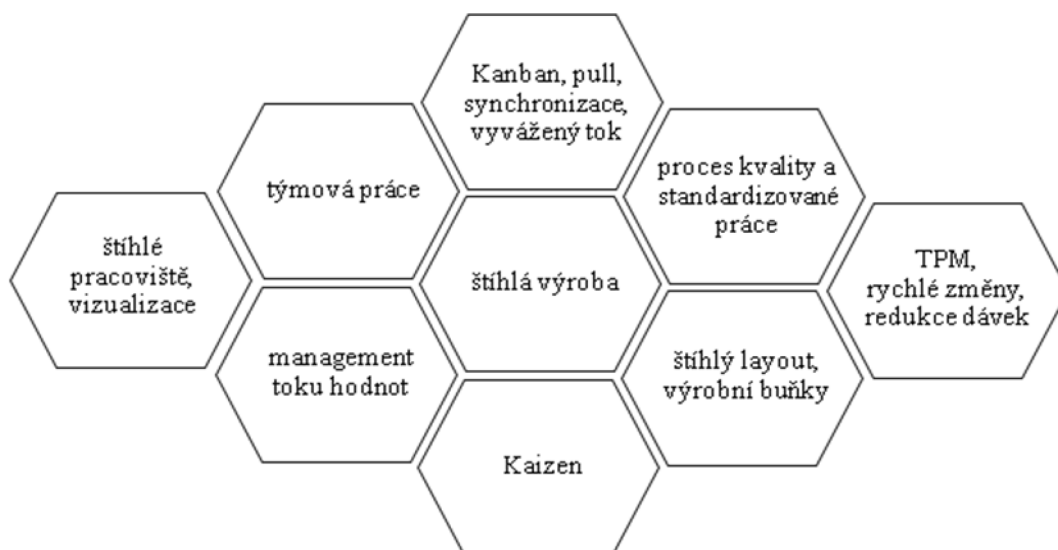 Kanban, pull,
synchronizace,
vyvážený tok
týmová práce
proces kvality a
standardizované
práce
štíhlé
pracoviště,
vizualizace
štíhlá výroba
TPM,
rychlé změny,
redukce dávek
management
toku hodnot
štíhlý layout,
výrobní buňky
Kaizen